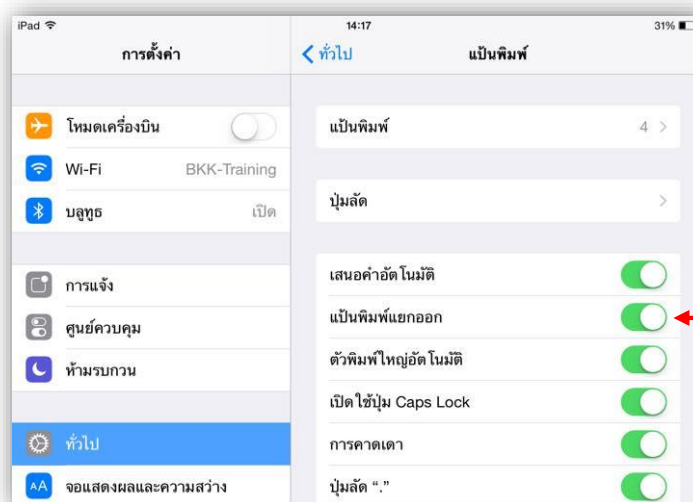 iPad 14:17 31%
การตั้งค่า
ทั่วไป แป้นพิมพ์
โหมดเครื่องบิน
Wi-Fi BKK-Training
บลูทูธ เปิด
การแจ้ง
ศูนย์ควบคุม
ห้ามรบกวน
ทั่วไป
จอแสดงผลและความสว่าง
แป้นพิมพ์ 4
ปุ่มลัด
เสนอคำอัตโนมัติ
แป้นพิมพ์แยกออก
ตัวพิมพ์ใหญ่อัตโนมัติ
เปิดใช้ปุ่ม Caps Lock
การคาดเดา
ปุ่มลัด “.”